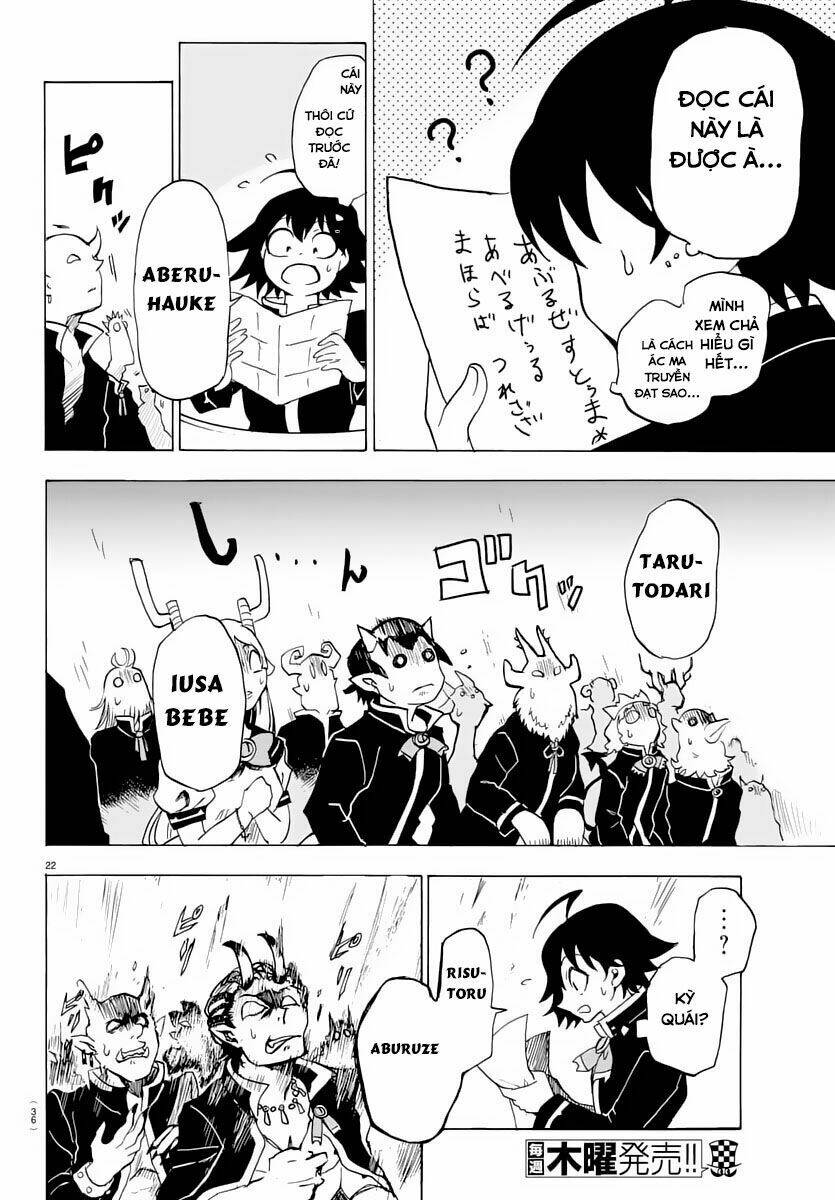 ĐỌC CÁI
NÀY LÀ
ĐƯỢC À...
?
?
あぶるぜすとぅま*
つれざざ
あべるげぅる
まほらば
MÌNH
XEM CHẢ
HIỂU GÌ
HẾT...
LÀ CÁCH
ÁC MA
TRUYỀN
ĐẠT SAO...
CÁI
NÀY
THÔI CỨ
ĐỌC
TRƯỚC
ĐÃ!
ABERU-
HAUKE
ピクッ
TARU-
TODARI
ゴクッ
し...ん
IUSA
BEBE
22
....?
KỲ
QUÁI?
RISU-
TORU
ABURUZE
(36)
毎週木曜発売!!